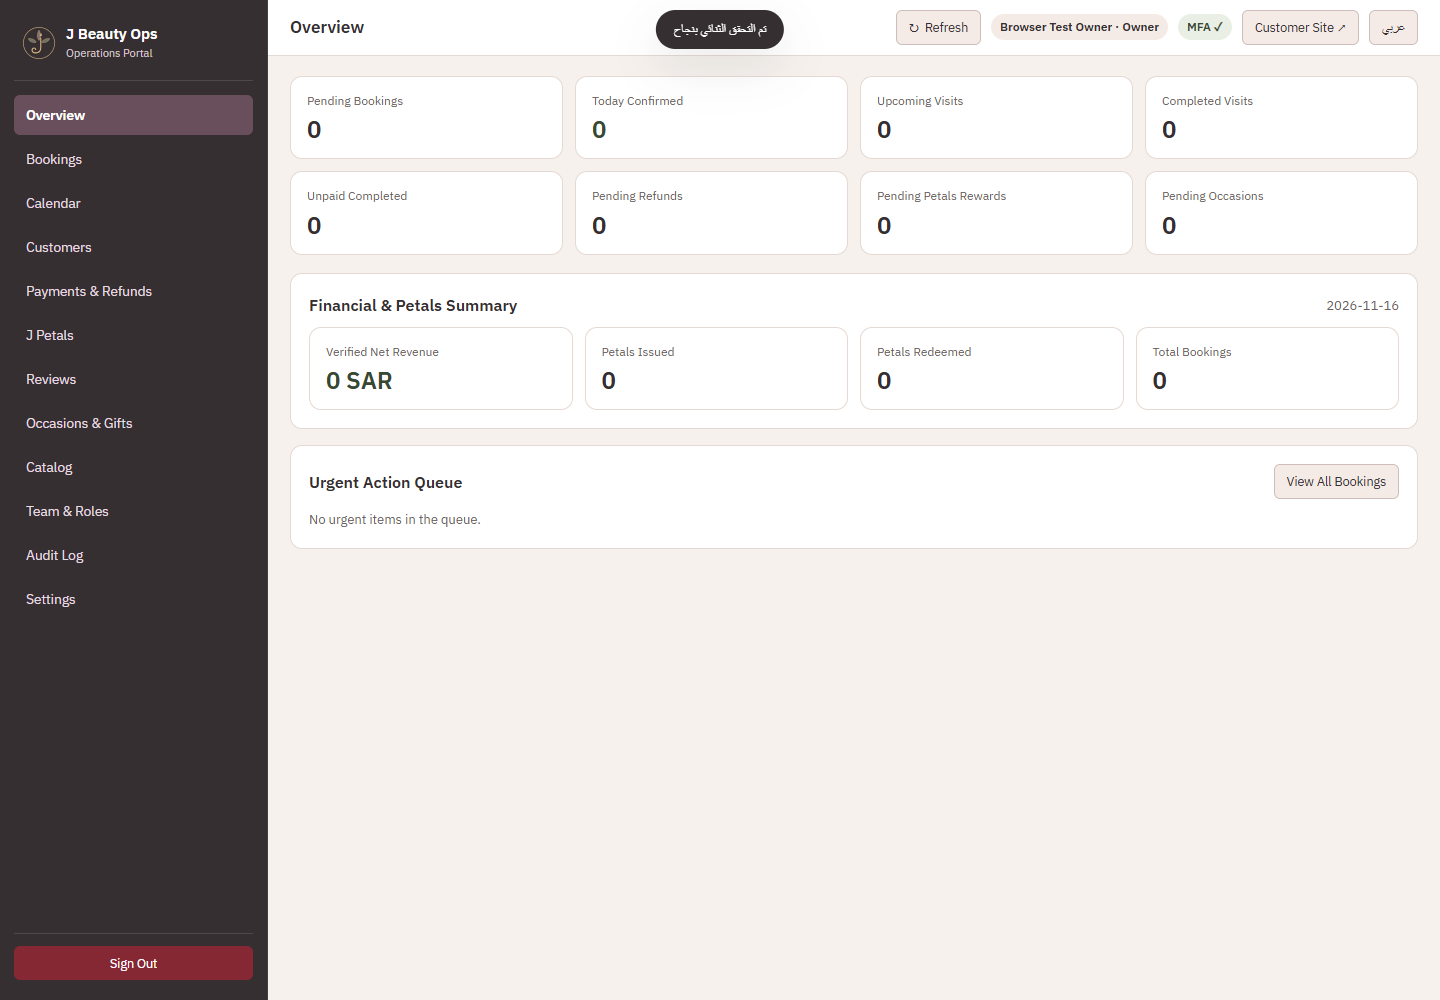 J Beauty Ops
Operations Portal
Overview
Bookings
Calendar
Customers
Payments & Refunds
J Petals
Reviews
Occasions & Gifts
Catalog
Team & Roles
Audit Log
Settings
Sign Out
Overview
تم التحقق الثنائي بنجاح
↻ Refresh
Browser Test Owner · Owner
MFA ✓
Customer Site ↗
عربي
Pending Bookings
0
Today Confirmed
0
Upcoming Visits
0
Completed Visits
0
Unpaid Completed
0
Pending Refunds
0
Pending Petals Rewards
0
Pending Occasions
0
Financial & Petals Summary
2026-11-16
Verified Net Revenue
0 SAR
Petals Issued
0
Petals Redeemed
0
Total Bookings
0
Urgent Action Queue
View All Bookings
No urgent items in the queue.